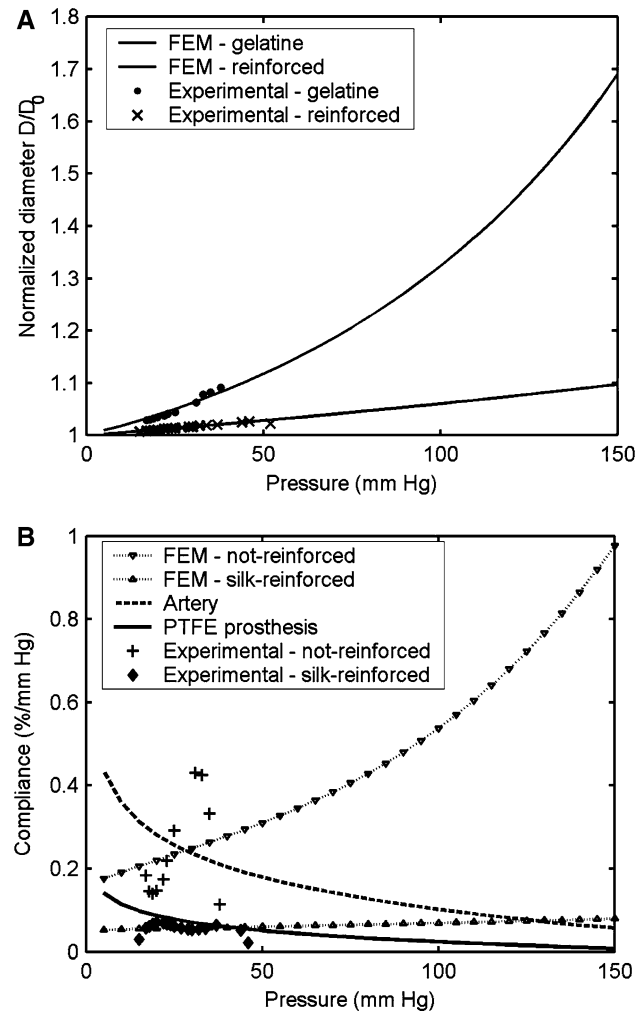 A
Normalized diameter D/D0
1.8
1.7
1.6
1.5
1.4
1.3
1.2
1.1
1
FEM - gelatine
FEM - reinforced
Experimental - gelatine
Experimental - reinforced
0 50 100 150
Pressure (mm Hg)
B
Compliance (%/mm Hg)
1
0.8
0.6
0.4
0.2
0
FEM - not-reinforced
FEM - silk-reinforced
Artery
PTFE prosthesis
Experimental - not-reinforced
Experimental - silk-reinforced
0 50 100 150
Pressure (mm Hg)